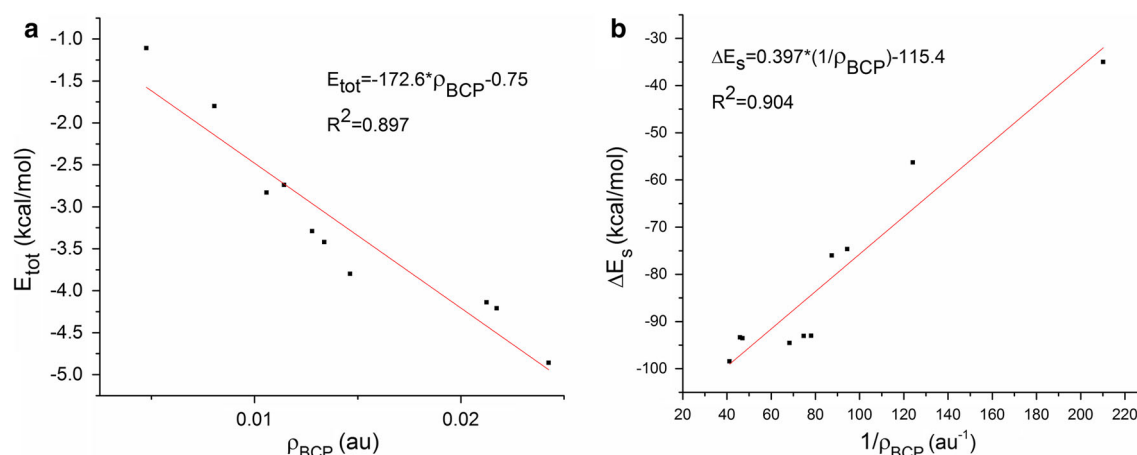 a
E_tot=-172.6*ρ_BCP-0.75
R²=0.897
E_tot (kcal/mol)
-1.0
-1.5
-2.0
-2.5
-3.0
-3.5
-4.0
-4.5
-5.0
0.01 0.02
ρ_BCP (au)
b
ΔE_s=0.397*(1/ρ_BCP)-115.4
R²=0.904
ΔE_s (kcal/mol)
-30
-40
-50
-60
-70
-80
-90
-100
20 40 60 80 100 120 140 160 180 200 220
1/ρ_BCP (au⁻¹)